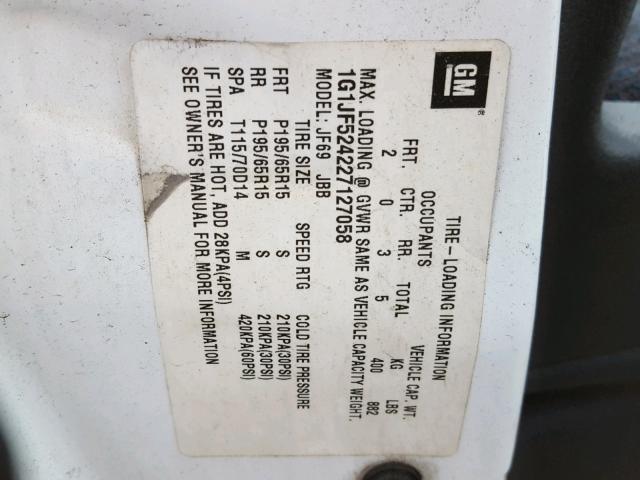 GM
®
TIRE-LOADING INFORMATION
OCCUPANTS VEHICLE CAP. WT.
FRT. CTR. RR. TOTAL KG LBS
2 0 3 5 400 882
MAX. LOADING @ GVWR SAME AS VEHICLE CAPACITY WEIGHT.
1G1JF524227127058
MODEL: JF69 JBB
TIRE SIZE SPEED RTG COLD TIRE PRESSURE
FRT P195/65R15 S 210KPA(30PSI)
RR P195/65R15 S 210KPA(30PSI)
SPA T115/70D14 M 420KPA(60PSI)
IF TIRES ARE HOT, ADD 28KPA(4PSI)
SEE OWNER'S MANUAL FOR MORE INFORMATION